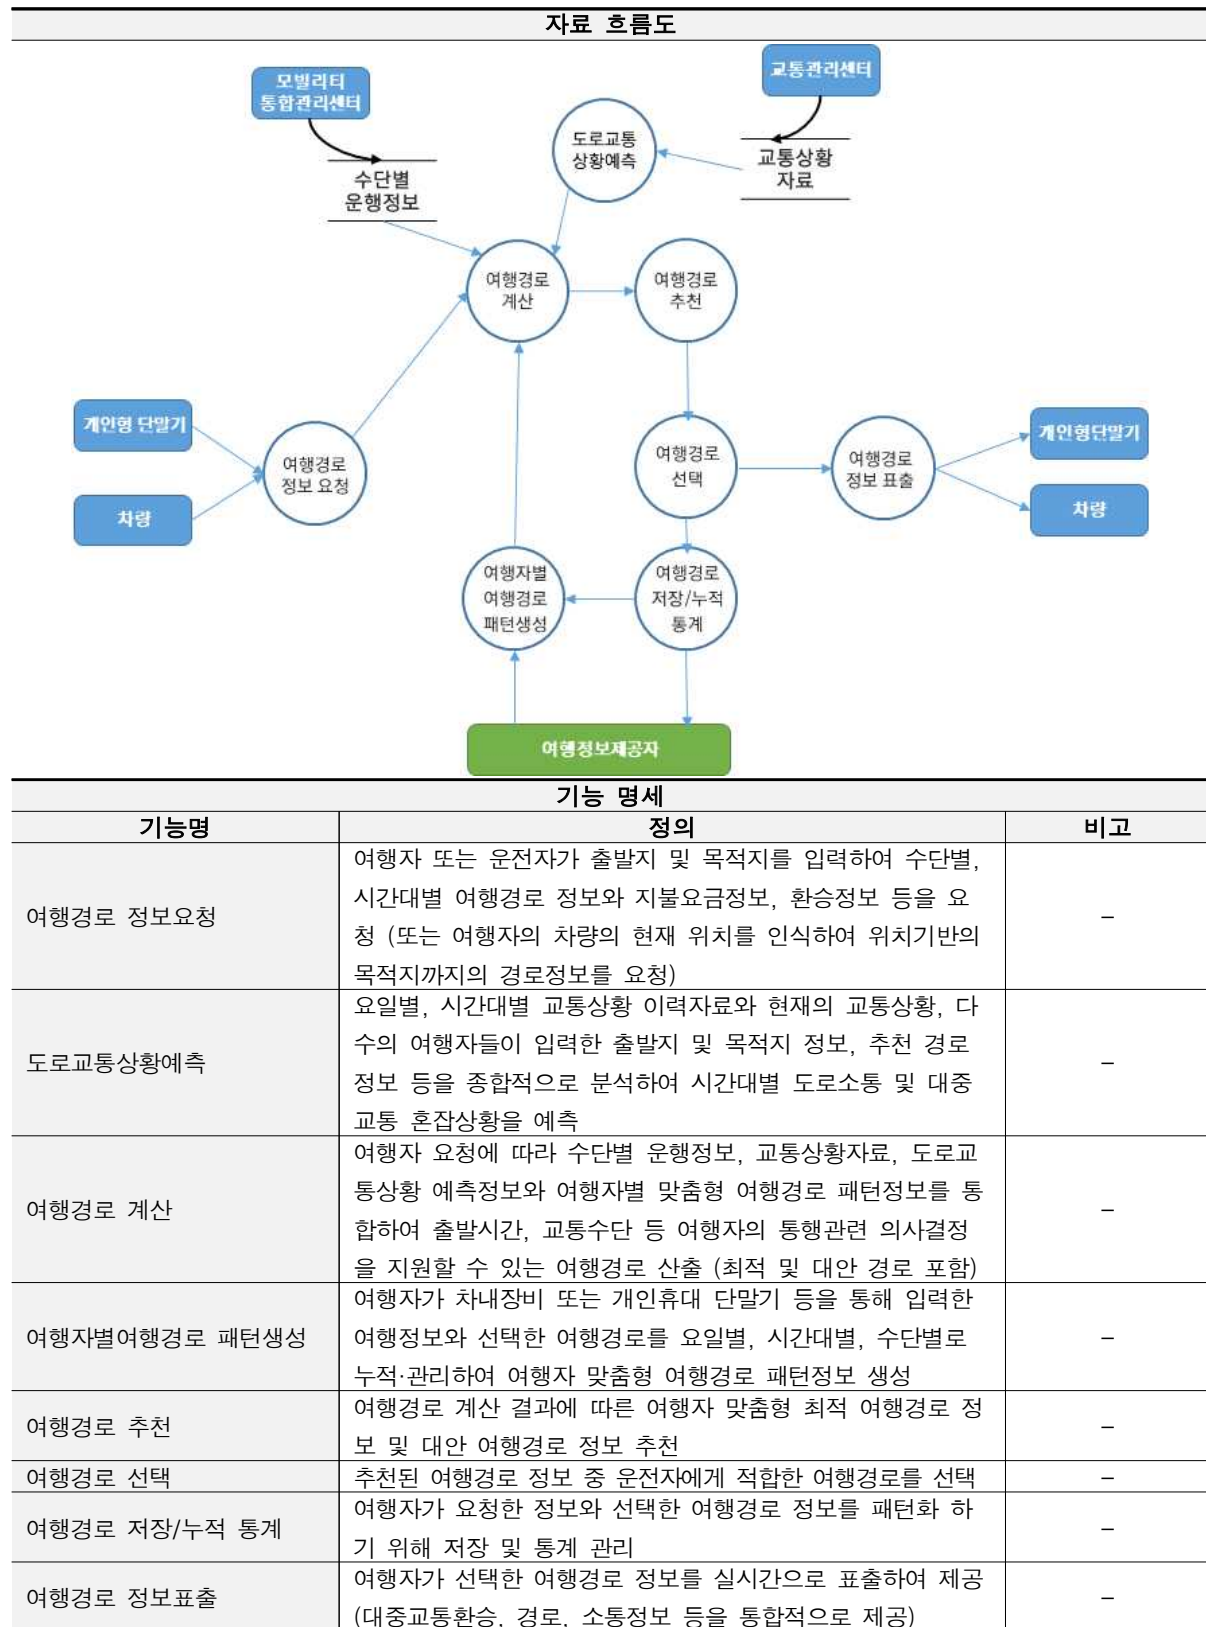 자료 흐름도
모빌리티
통합관리센터
교통관리센터
도로교통
상황예측
교통상황
자료
수단별
운행정보
여행경로
계산
여행경로
추천
개인형 단말기
차량
여행경로
정보 요청
여행경로
선택
여행경로
정보 표출
개인형단말기
차량
여행자별
여행경로
패턴생성
여행경로
저장/누적
통계
여행정보제공자
기능 명세
기능명 정의 비고
여행경로 정보요청
여행자 또는 운전자가 출발지 및 목적지를 입력하여 수단별,
시간대별 여행경로 정보와 지불요금정보, 환승정보 등을 요
청 (또는 여행자의 차량의 현재 위치를 인식하여 위치기반의
목적지까지의 경로정보를 요청)
–
도로교통상황예측
요일별, 시간대별 교통상황 이력자료와 현재의 교통상황, 다
수의 여행자들이 입력한 출발지 및 목적지 정보, 추천 경로
정보 등을 종합적으로 분석하여 시간대별 도로소통 및 대중
교통 혼잡상황을 예측
–
여행경로 계산
여행자 요청에 따라 수단별 운행정보, 교통상황자료, 도로교
통상황 예측정보와 여행자별 맞춤형 여행경로 패턴정보를 통
합하여 출발시간, 교통수단 등 여행자의 통행관련 의사결정
을 지원할 수 있는 여행경로 산출 (최적 및 대안 경로 포함)
–
여행자별여행경로 패턴생성
여행자가 차내장비 또는 개인휴대 단말기 등을 통해 입력한
여행정보와 선택한 여행경로를 요일별, 시간대별, 수단별로
누적·관리하여 여행자 맞춤형 여행경로 패턴정보 생성
–
여행경로 추천
여행경로 계산 결과에 따른 여행자 맞춤형 최적 여행경로 정
보 및 대안 여행경로 정보 추천
–
여행경로 선택
추천된 여행경로 정보 중 운전자에게 적합한 여행경로를 선택
–
여행경로 저장/누적 통계
여행자가 요청한 정보와 선택한 여행경로 정보를 패턴화 하
기 위해 저장 및 통계 관리
–
여행경로 정보표출
여행자가 선택한 여행경로 정보를 실시간으로 표출하여 제공
(대중교통환승, 경로, 소통정보 등을 통합적으로 제공)
–